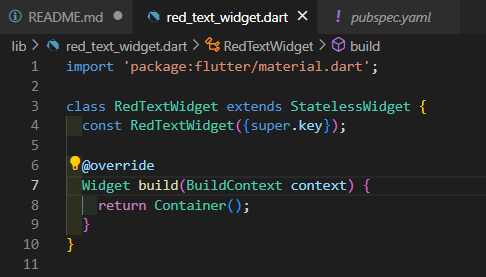 README.md red_text_widget.dart pubspec.yaml
lib > red_text_widget.dart > RedTextWidget > build
1 import 'package:flutter/material.dart';
2
3 class RedTextWidget extends StatelessWidget {
4 const RedTextWidget({super.key});
5
6 @override
7 Widget build(BuildContext context) {
8 return Container();
9 }
10 }
11